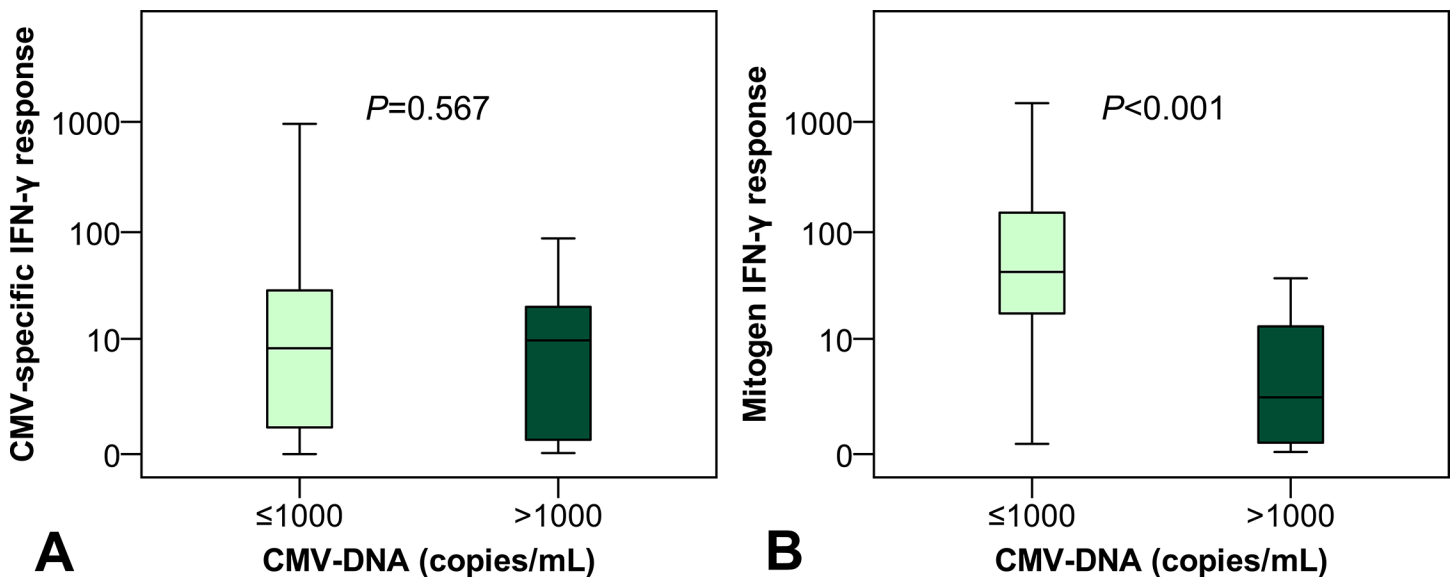 CMV-specific IFN-γ response
1000
100
10
0
P=0.567
≤1000
>1000
CMV-DNA (copies/mL)
A
Mitogen IFN-γ response
1000
100
10
0
P<0.001
≤1000
>1000
CMV-DNA (copies/mL)
B